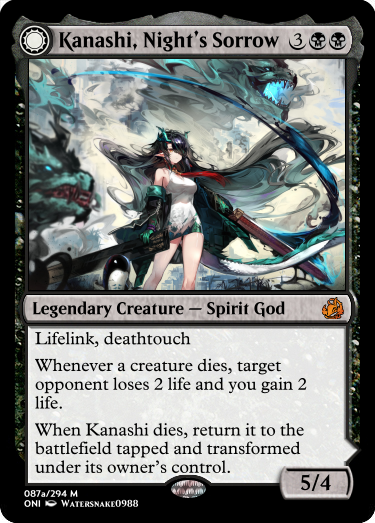 Kanashi, Night's Sorrow 3
Legendary Creature — Spirit God
Lifelink, deathtouch
Whenever a creature dies, target
opponent loses 2 life and you gain 2
life.
When Kanashi dies, return it to the
battlefield tapped and transformed
under its owner's control.
5/4
087a/294 M
ONI Watersnake0988